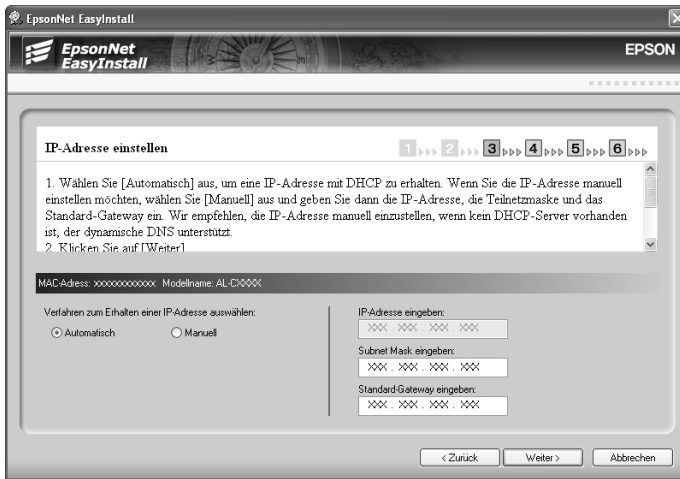 EpsonNet EasyInstall
EpsonNet
EasyInstall
EPSON
IP-Adresse einstellen
1 2 3 4 5 6
1. Wählen Sie [Automatisch] aus, um eine IP-Adresse mit DHCP zu erhalten. Wenn Sie die IP-Adresse manuell
einstellen möchten, wählen Sie [Manuell] aus und geben Sie dann die IP-Adresse, die Teilnetzmaske und das
Standard-Gateway ein. Wir empfehlen, die IP-Adresse manuell einzustellen, wenn kein DHCP-Server vorhanden
ist, der dynamische DNS unterstützt.
2. Klicken Sie auf [Weiter]
MAC-Adress: xxxxxxxxxxxx Modellname: AL-CXXXX
Verfahren zum Erhalten einer IP-Adresse auswählen:
Automatisch Manuell
IP-Adresse eingeben:
XXX . XXX . XXX . XXX
Subnet Mask eingeben:
XXX . XXX . XXX . XXX
Standard-Gateway eingeben:
XXX . XXX . XXX . XXX
< Zurück Weiter > Abbrechen